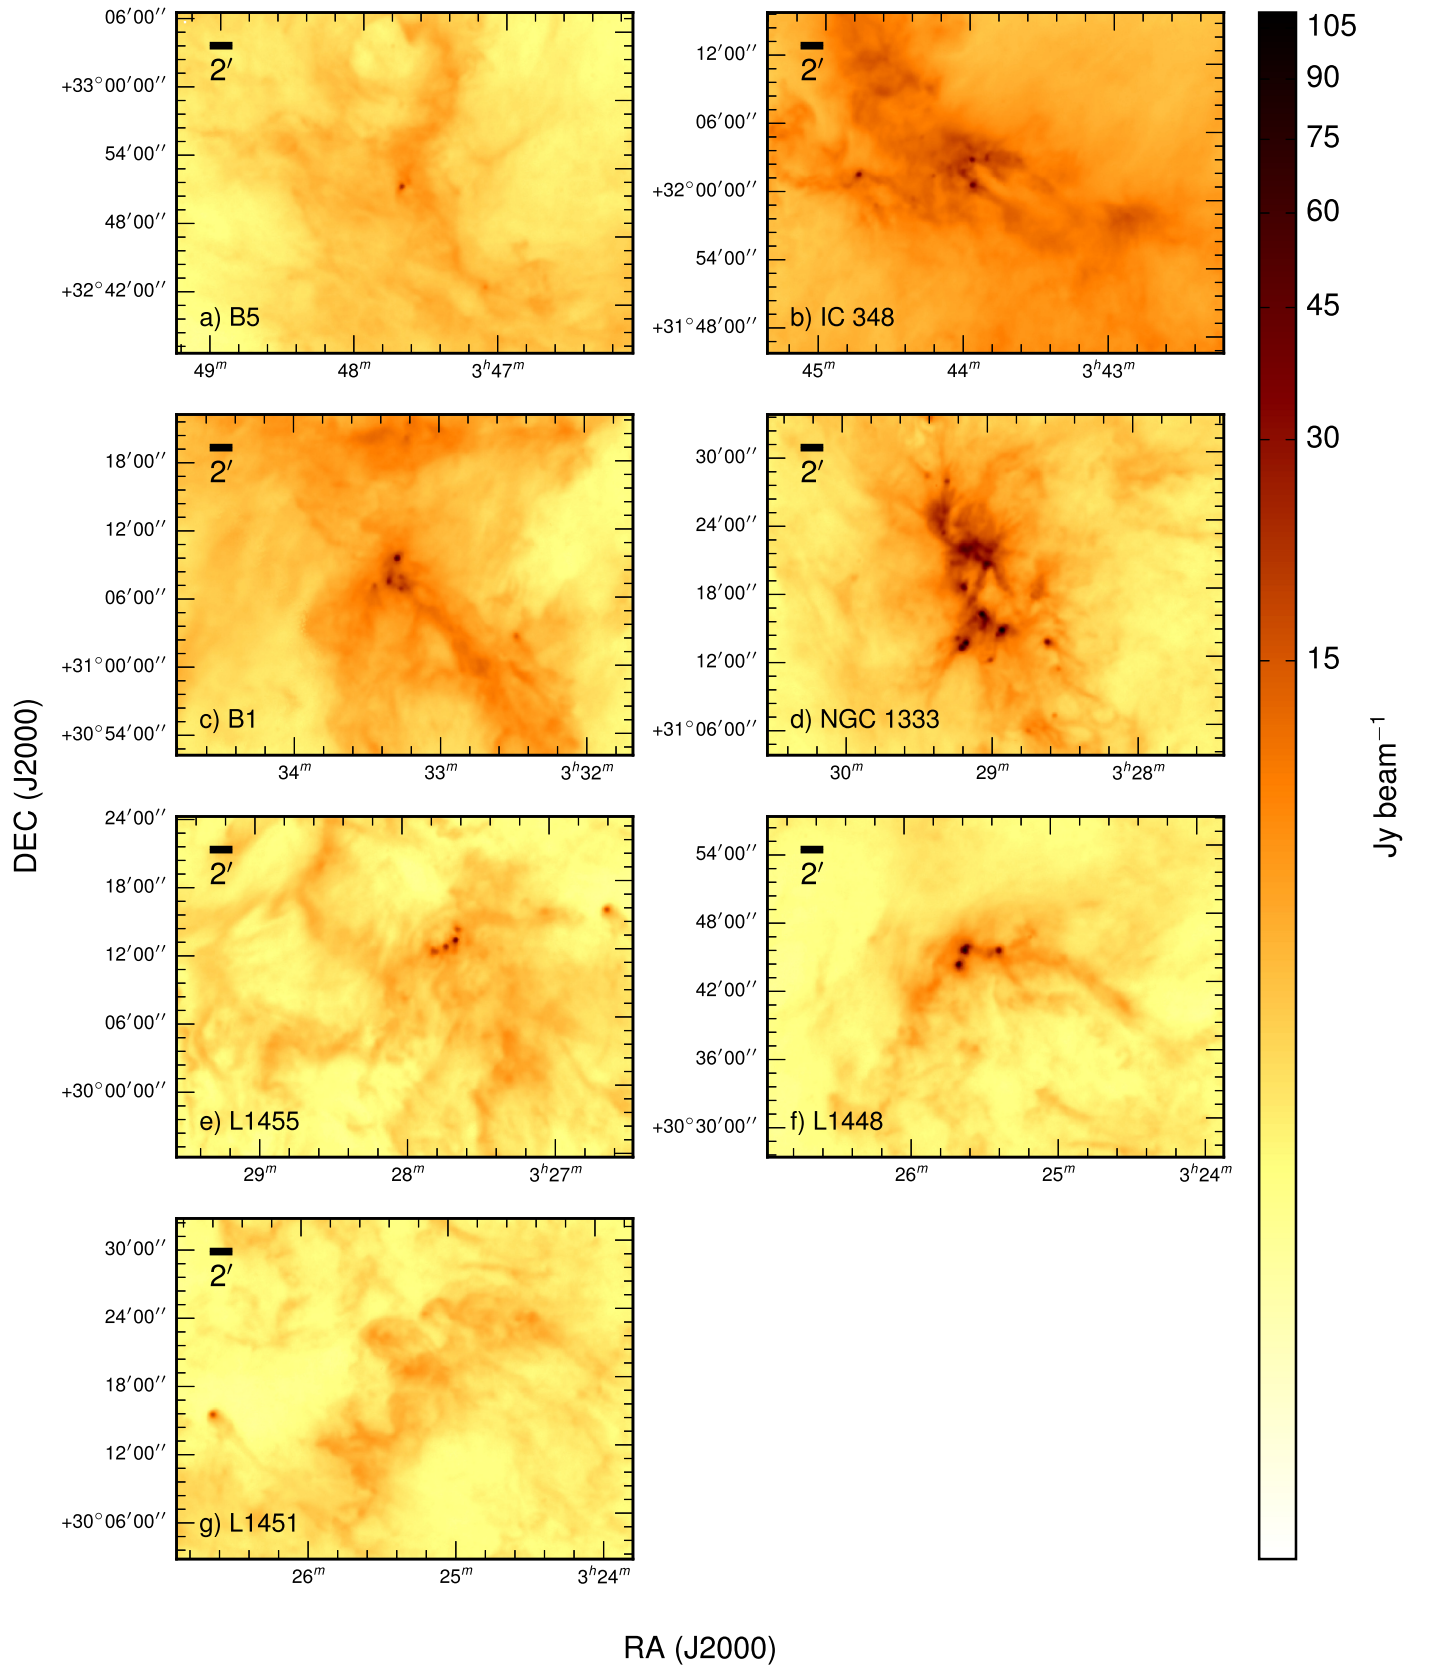 06′00′′
+33°00′00′′
54′00′′
48′00′′
+32°42′00′′
2′
a) B5
49ᵐ 48ᵐ 3ʰ47ᵐ
12′00′′
06′00′′
+32°00′00′′
54′00′′
+31°48′00′′
2′
b) IC 348
45ᵐ 44ᵐ 3ʰ43ᵐ
18′00′′
12′00′′
06′00′′
+31°00′00′′
+30°54′00′′
2′
c) B1
34ᵐ 33ᵐ 3ʰ32ᵐ
30′00′′
24′00′′
18′00′′
12′00′′
+31°06′00′′
2′
d) NGC 1333
30ᵐ 29ᵐ 3ʰ28ᵐ
24′00′′
18′00′′
12′00′′
06′00′′
+30°00′00′′
2′
e) L1455
29ᵐ 28ᵐ 3ʰ27ᵐ
54′00′′
48′00′′
42′00′′
36′00′′
+30°30′00′′
2′
f) L1448
26ᵐ 25ᵐ 3ʰ24ᵐ
30′00′′
24′00′′
18′00′′
12′00′′
+30°06′00′′
2′
g) L1451
26ᵐ 25ᵐ 3ʰ24ᵐ
DEC (J2000)
RA (J2000)
105
90
75
60
45
30
15
Jy beam⁻¹